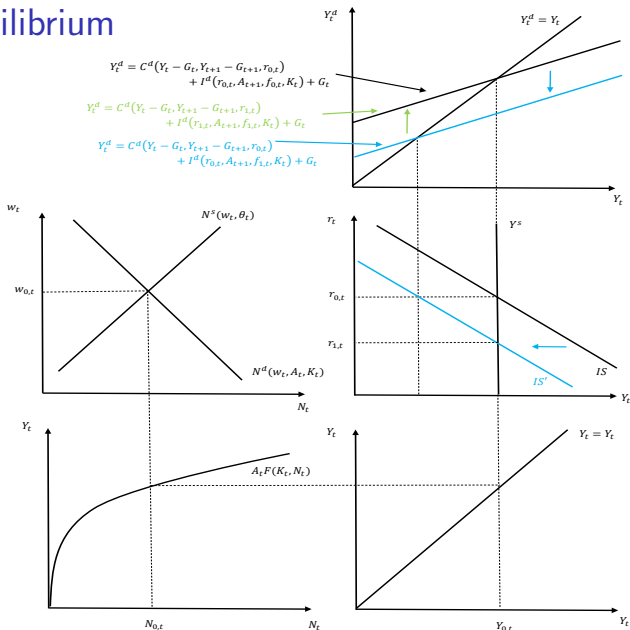 ilibrium
Y_t^d
Y_t^d = Y_t
Y_t^d = C^d(Y_t − G_t, Y_{t+1} − G_{t+1}, r_{0,t})
+ I^d(r_{0,t}, A_{t+1}, f_{0,t}, K_t) + G_t
Y_t^d = C^d(Y_t − G_t, Y_{t+1} − G_{t+1}, r_{1,t})
+ I^d(r_{1,t}, A_{t+1}, f_{1,t}, K_t) + G_t
Y_t^d = C^d(Y_t − G_t, Y_{t+1} − G_{t+1}, r_{0,t})
+ I^d(r_{0,t}, A_{t+1}, f_{1,t}, K_t) + G_t
Y_t
w_t
N^s(w_t, θ_t)
w_{0,t}
N^d(w_t, A_t, K_t)
N_t
r_t
Y^s
r_{0,t}
r_{1,t}
IS
IS'
Y_t
Y_t
A_tF(K_t, N_t)
N_{0,t}
N_t
Y_t
Y_t = Y_t
Y_{0,t}
Y_t